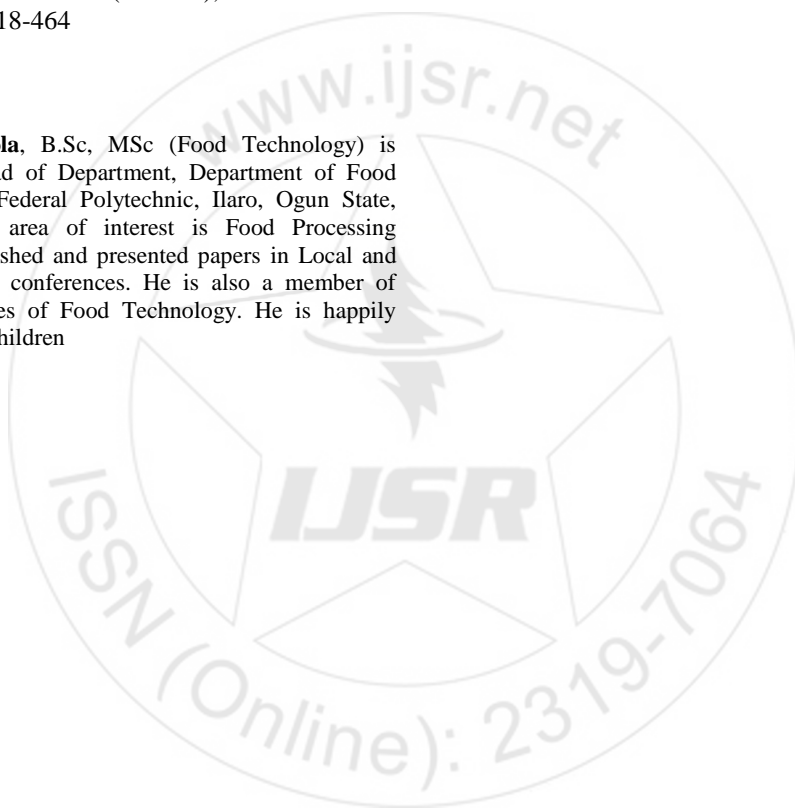 18-464
www.ijsr.net
la, B.Sc, MSc (Food Technology) is
d of Department, Department of Food
Federal Polytechnic, Ilaro, Ogun State,
area of interest is Food Processing
shed and presented papers in Local and
conferences. He is also a member of
es of Food Technology. He is happily
hildren
IJSR
ISSN (Online): 2319-7064